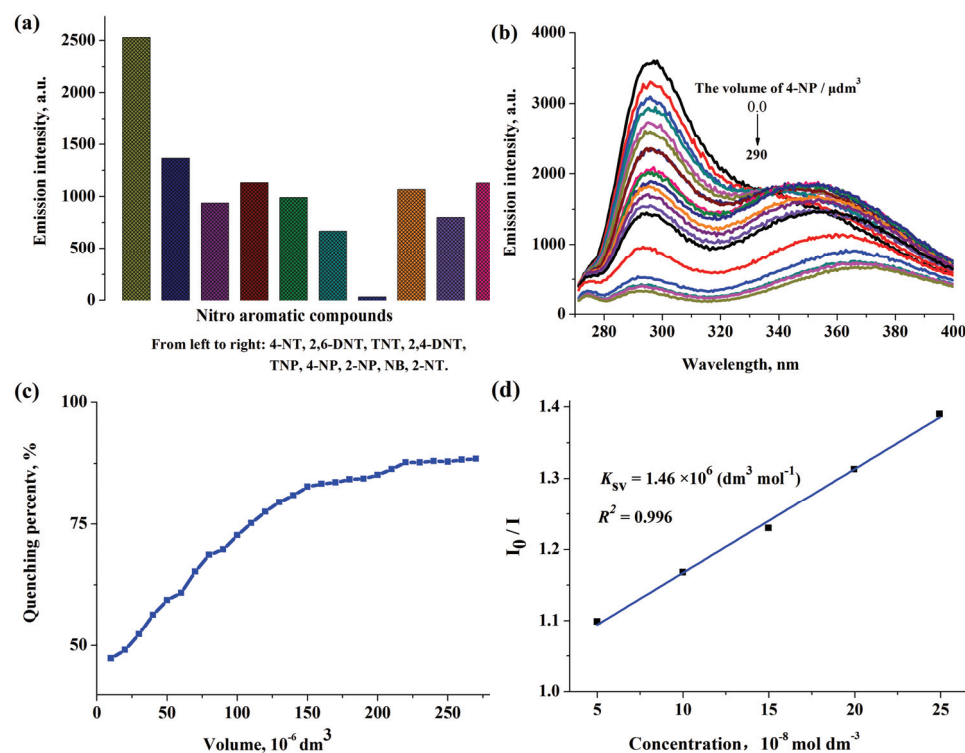 (a)
2500
2000
1500
1000
500
0
Emission intensity, a.u.
Nitro aromatic compounds
From left to right: 4-NT, 2,6-DNT, TNT, 2,4-DNT,
TNP, 4-NP, 2-NP, NB, 2-NT.
(b)
4000
3000
2000
1000
0
Emission intensity, a.u.
The volume of 4-NP / μdm³
0.0
290
280 300 320 340 360 380 400
Wavelength, nm
(c)
100
75
50
Quenching percentv, %
0 50 100 150 200 250
Volume, 10⁻⁶ dm³
(d)
1.4
1.3
1.2
1.1
1.0
I₀ / I
Ksv = 1.46 ×10⁶ (dm³ mol⁻¹)
R² = 0.996
5 10 15 20 25
Concentration, 10⁻⁸ mol dm⁻³